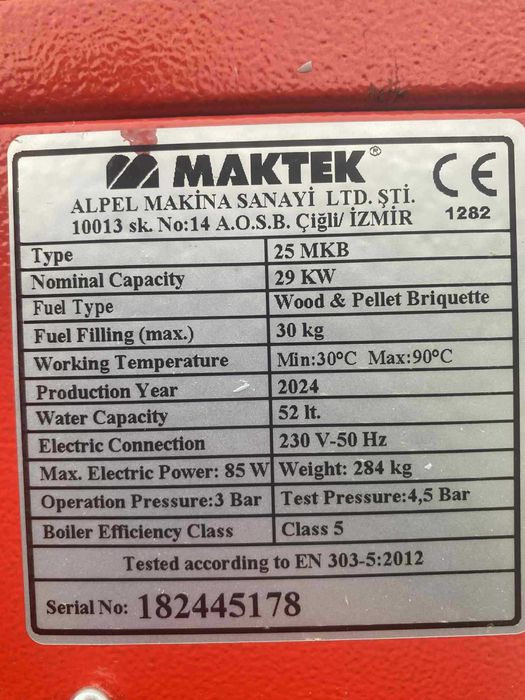 MAKTEK®
CE
ALPEL MAKİNA SANAYİ LTD. ŞTİ.
10013 sk. No:14 A.O.S.B. Çiğli/ İZMİR
1282
Type 25 MKB
Nominal Capacity 29 KW
Fuel Type Wood & Pellet Briquette
Fuel Filling (max.) 30 kg
Working Temperature Min:30ºC Max:90ºC
Production Year 2024
Water Capacity 52 lt.
Electric Connection 230 V-50 Hz
Max. Electric Power: 85 W Weight: 284 kg
Operation Pressure:3 Bar Test Pressure:4,5 Bar
Boiler Efficiency Class Class 5
Tested according to EN 303-5:2012
Serial No: 182445178